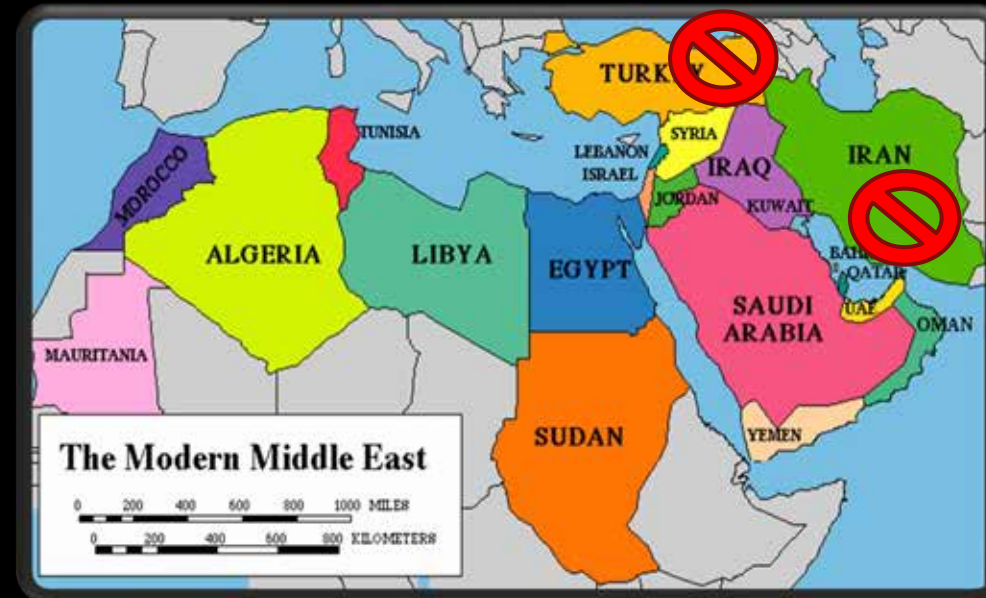 TURKEY
TUNISIA
SYRIA
LEBANON
ISRAEL
IRAQ
IRAN
MOROCCO
JORDAN
KUWAIT
ALGERIA
LIBYA
EGYPT
QATAR
SAUDI
ARABIA
UAE
OMAN
MAURITANIA
YEMEN
SUDAN
The Modern Middle East
0 200 400 600 800 1000 MILES
0 200 400 600 800 KILOMETERS